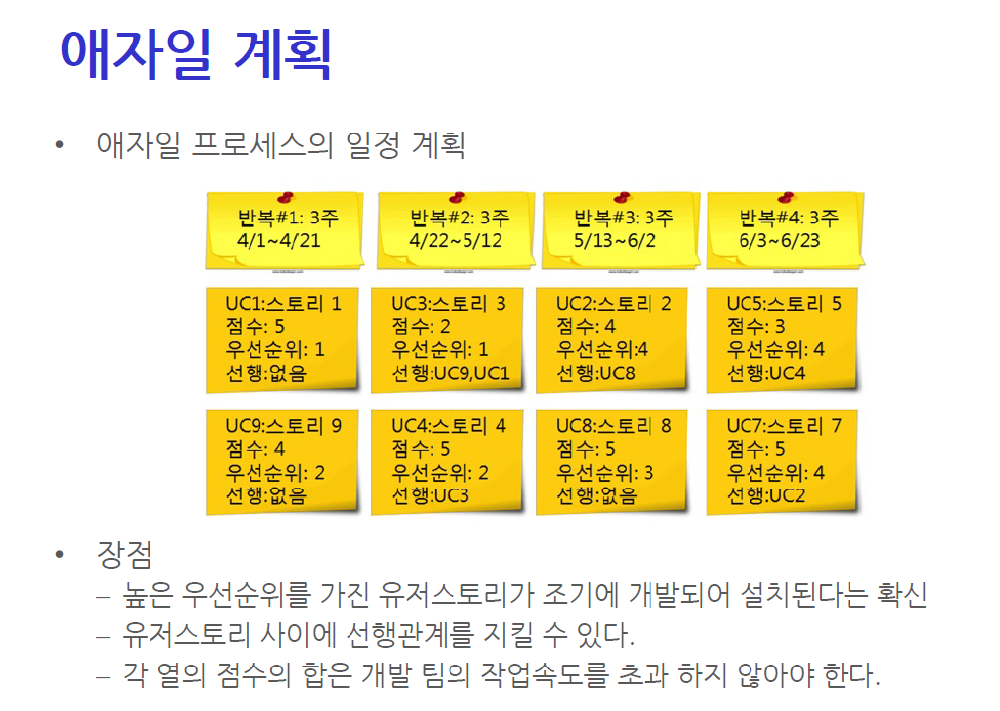 애자일 계획
• 애자일 프로세스의 일정 계획
반복#1: 3주
4/1~4/21
반복#2: 3주
4/22~5/12
반복#3: 3주
5/13~6/2
반복#4: 3주
6/3~6/23
UC1:스토리 1
점수: 5
우선순위: 1
선행:없음
UC3:스토리 3
점수: 2
우선순위: 1
선행:UC9,UC1
UC2:스토리 2
점수: 4
우선순위:4
선행:UC8
UC5:스토리 5
점수: 3
우선순위: 4
선행:UC4
UC9:스토리 9
점수: 4
우선순위: 2
선행:없음
UC4:스토리 4
점수: 5
우선순위: 2
선행:UC3
UC8:스토리 8
점수: 5
우선순위: 3
선행:없음
UC7:스토리 7
점수: 5
우선순위: 4
선행:UC2
• 장점
– 높은 우선순위를 가진 유저스토리가 조기에 개발되어 설치된다는 확신
– 유저스토리 사이에 선행관계를 지킬 수 있다.
– 각 열의 점수의 합은 개발 팀의 작업속도를 초과 하지 않아야 한다.